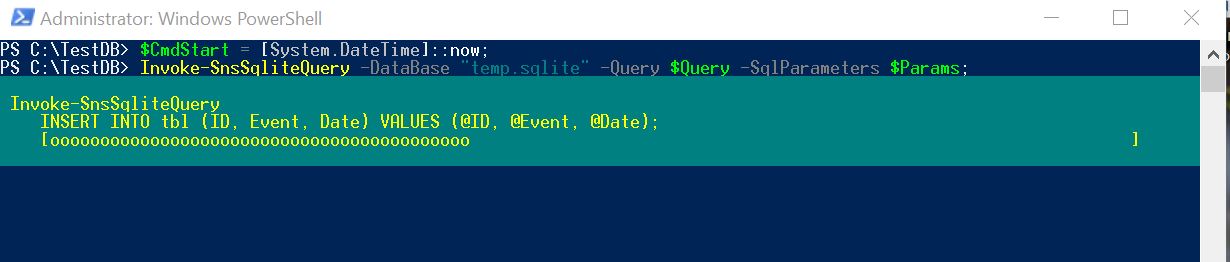 Administrator: Windows PowerShell
PS C:\TestDB> $CmdStart = [System.DateTime]::now;
PS C:\TestDB> Invoke-SnsSqliteQuery -DataBase "temp.sqlite" -Query $Query -SqlParameters $Params;
Invoke-SnsSqliteQuery
INSERT INTO tbl (ID, Event, Date) VALUES (@ID, @Event, @Date);
[oooooooooooooooooooooooooooooooooooooooooo ]